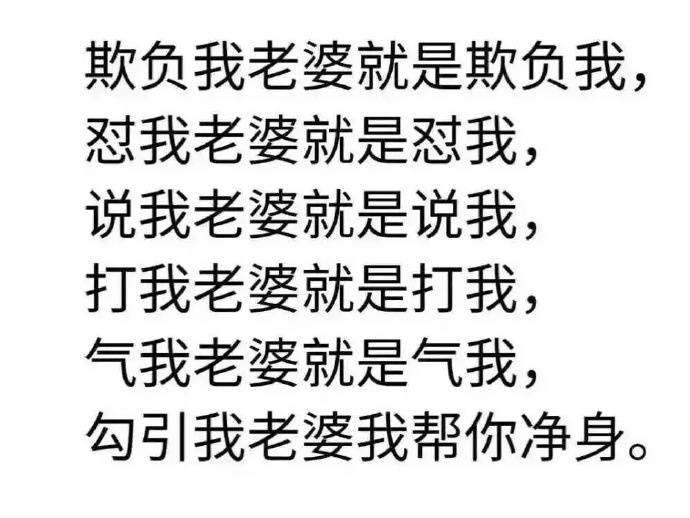 欺负我老婆就是欺负我，
怼我老婆就是怼我，
说我老婆就是说我，
打我老婆就是打我，
气我老婆就是气我，
勾引我老婆我帮你净身。